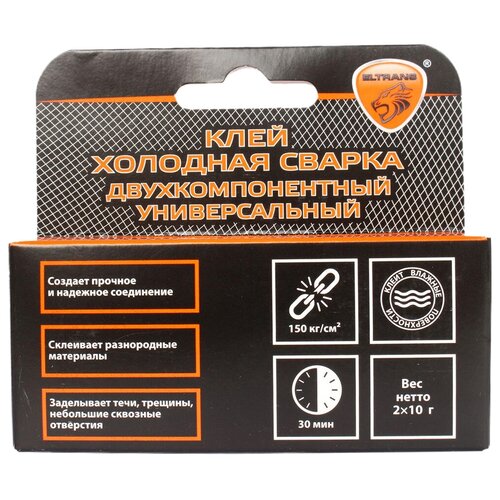 ELTRANS
®
КЛЕЙ
ХОЛОДНАЯ СВАРКА
ДВУХКОМПОНЕНТНЫЙ
УНИВЕРСАЛЬНЫЙ
Создает прочное
и надежное соединение
Склеивает разнородные
материалы
Заделывает течи, трещины,
небольшие сквозные
отверстия
150 кг/см²
КЛЕИТ ВЛАЖНЫЕ
ПОВЕРХНОСТИ
30 мин
Вес
нетто
2×10 г